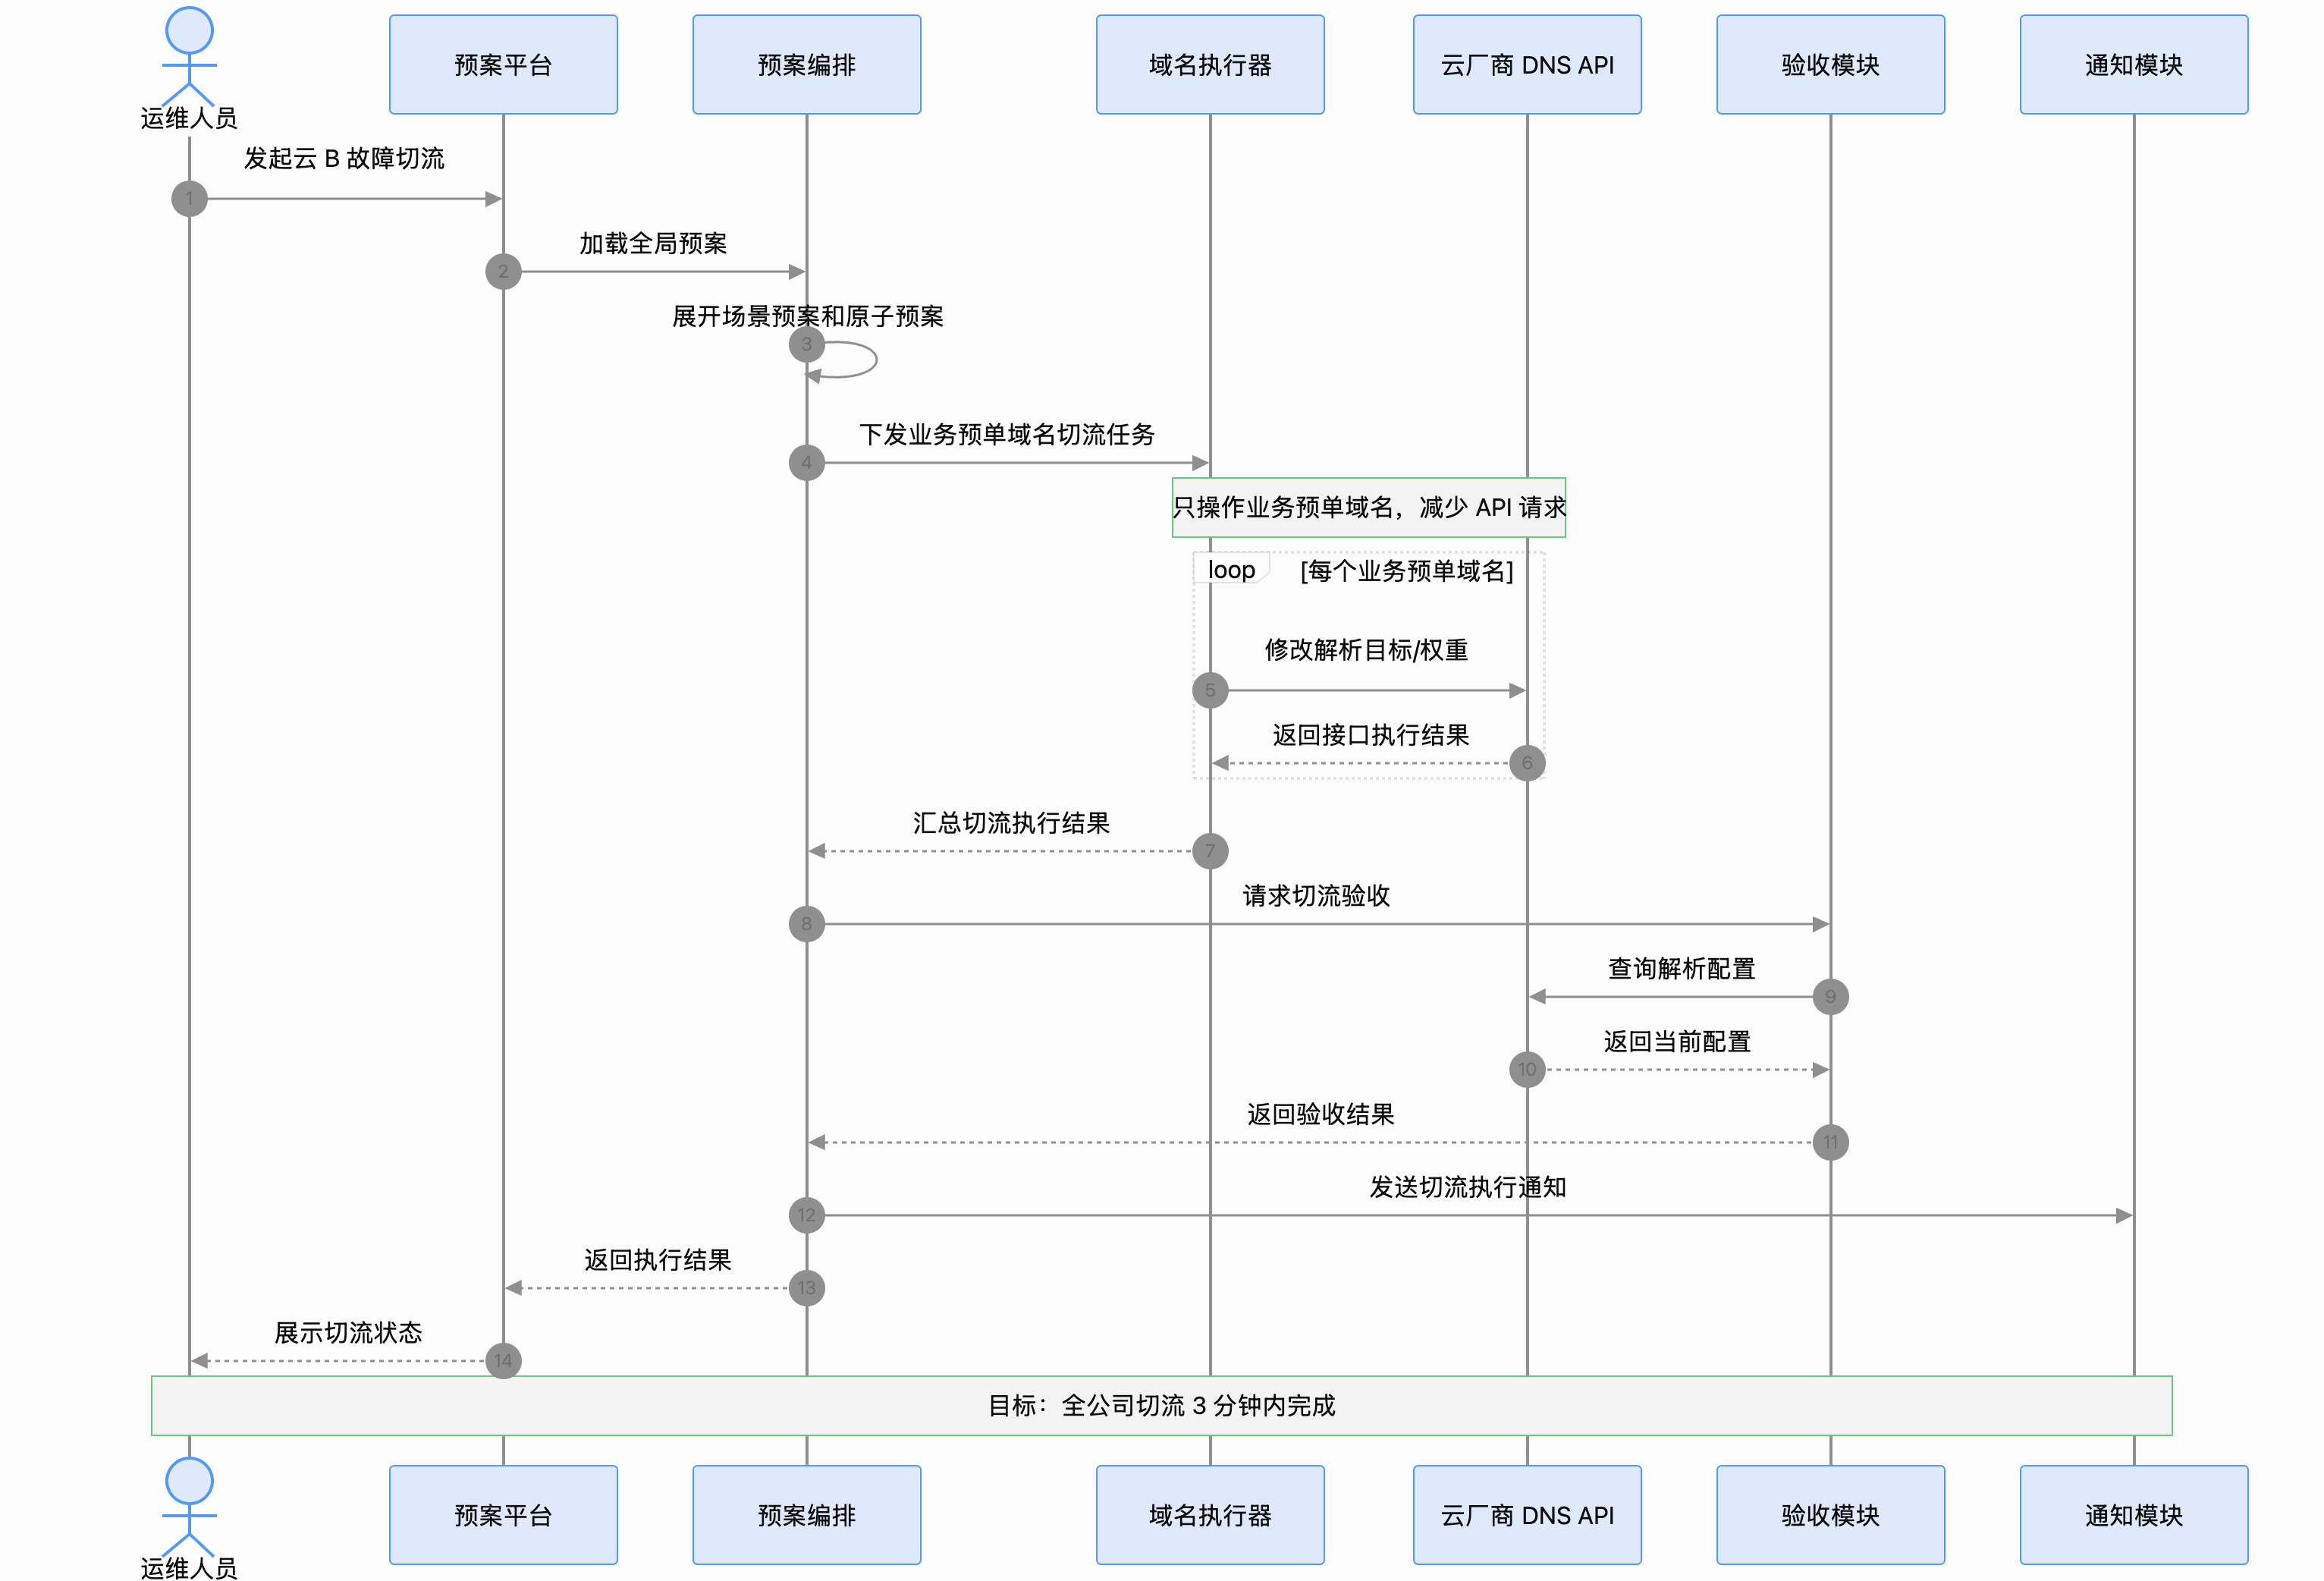 运维人员
预案平台
预案编排
域名执行器
云厂商 DNS API
验收模块
通知模块
发起云 B 故障切流
1
加载全局预案
2
展开场景预案和原子预案
3
下发业务预单域名切流任务
4
只操作业务预单域名，减少 API 请求
loop
[每个业务预单域名]
修改解析目标/权重
5
返回接口执行结果
6
汇总切流执行结果
7
请求切流验收
8
查询解析配置
9
返回当前配置
10
返回验收结果
11
发送切流执行通知
12
返回执行结果
13
展示切流状态
14
目标：全公司切流 3 分钟内完成
运维人员
预案平台
预案编排
域名执行器
云厂商 DNS API
验收模块
通知模块